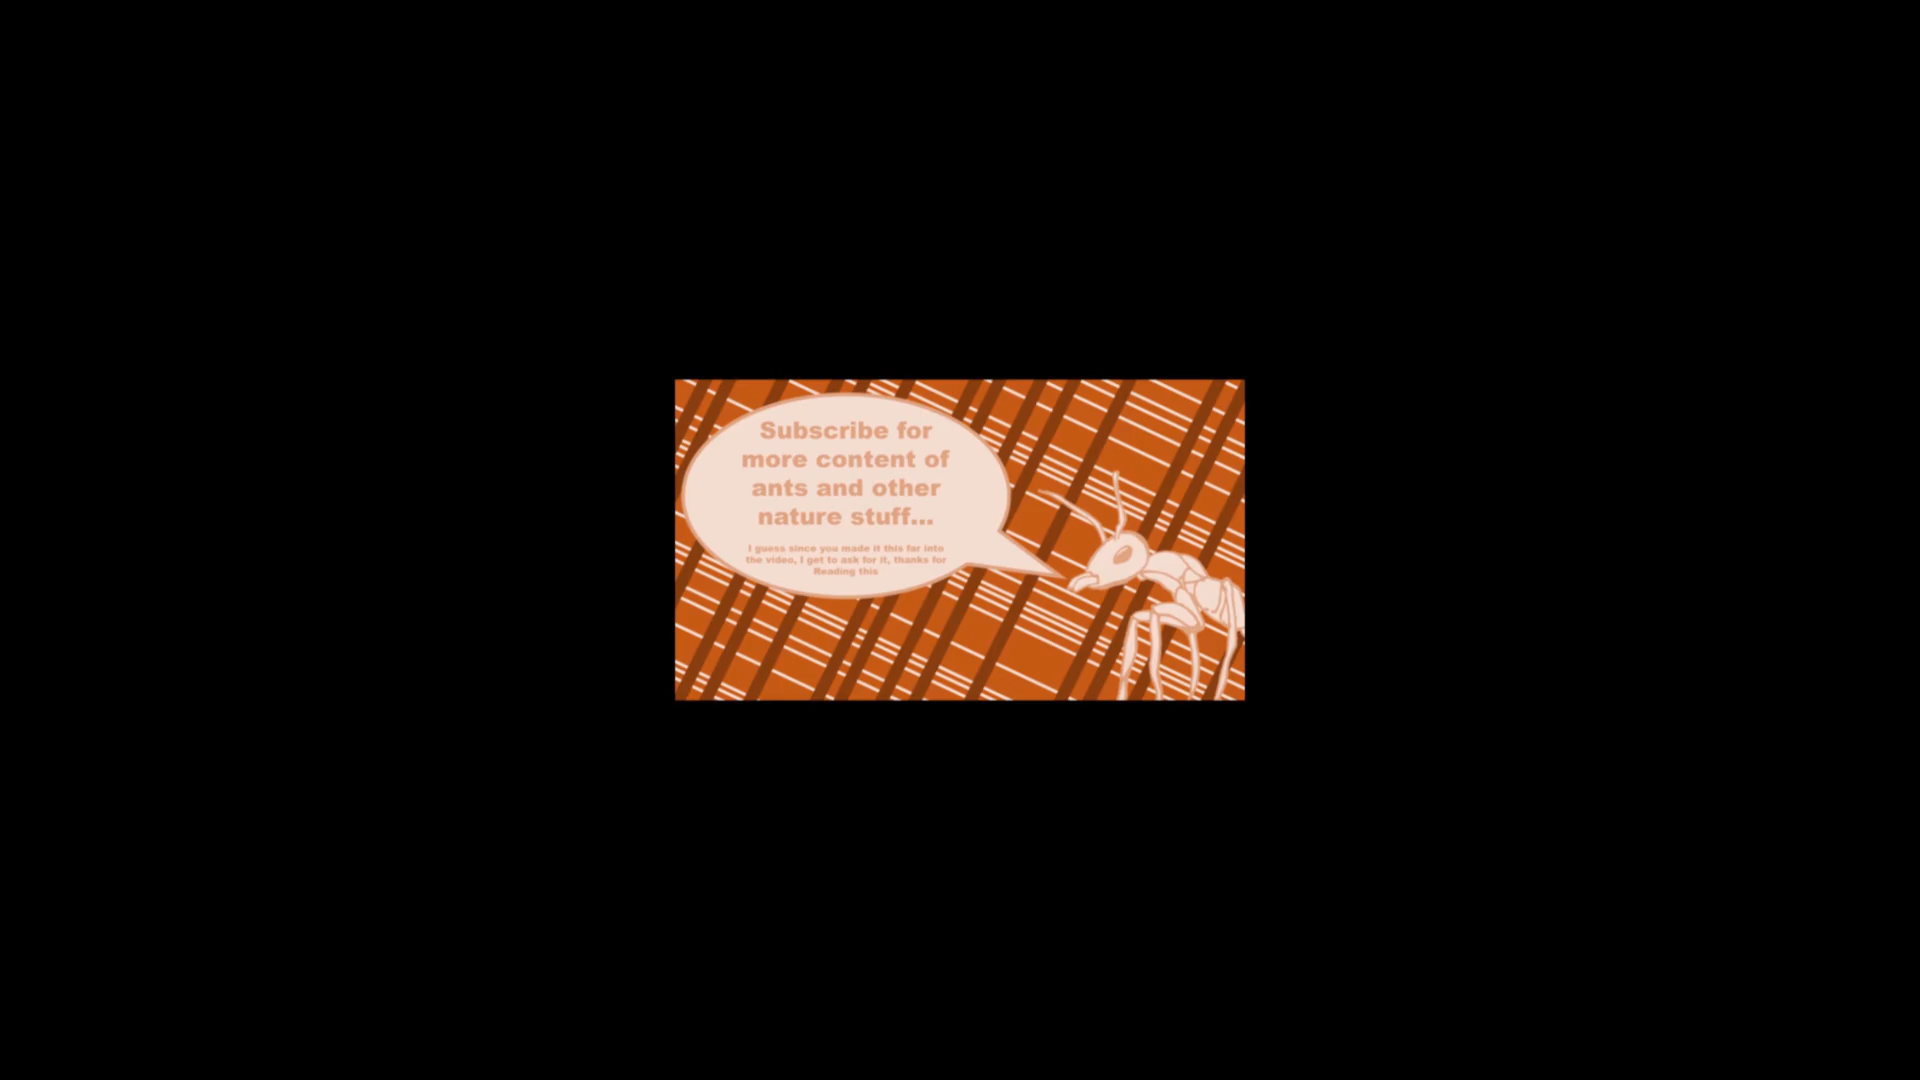 Subscribe for
more content of
ants and other
nature stuff...
I guess since you made it this far into
the video, I get to ask for it, thanks for
Reading this